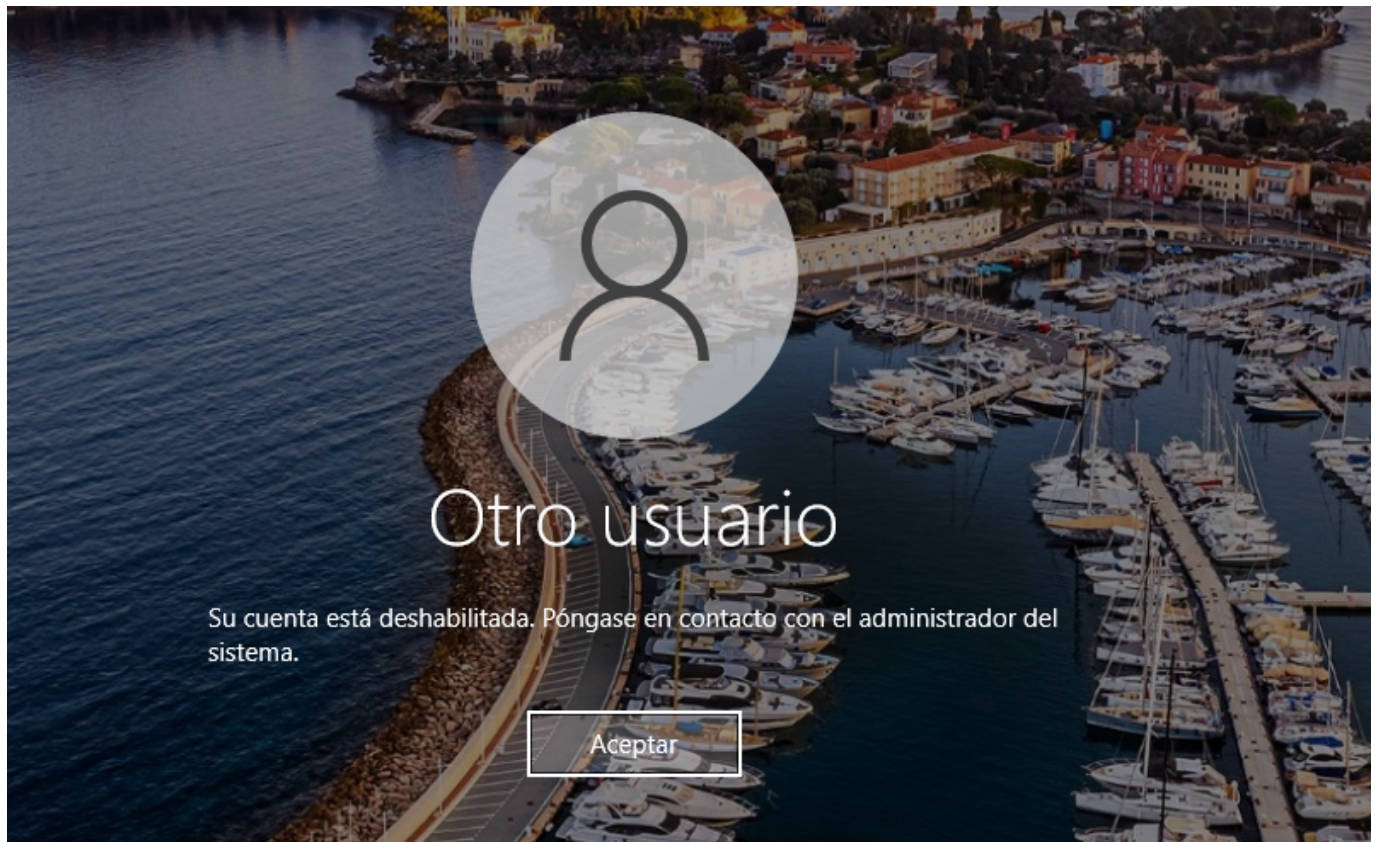 Otro usuario
Su cuenta está deshabilitada. Póngase en contacto con el administrador del
sistema.
Aceptar